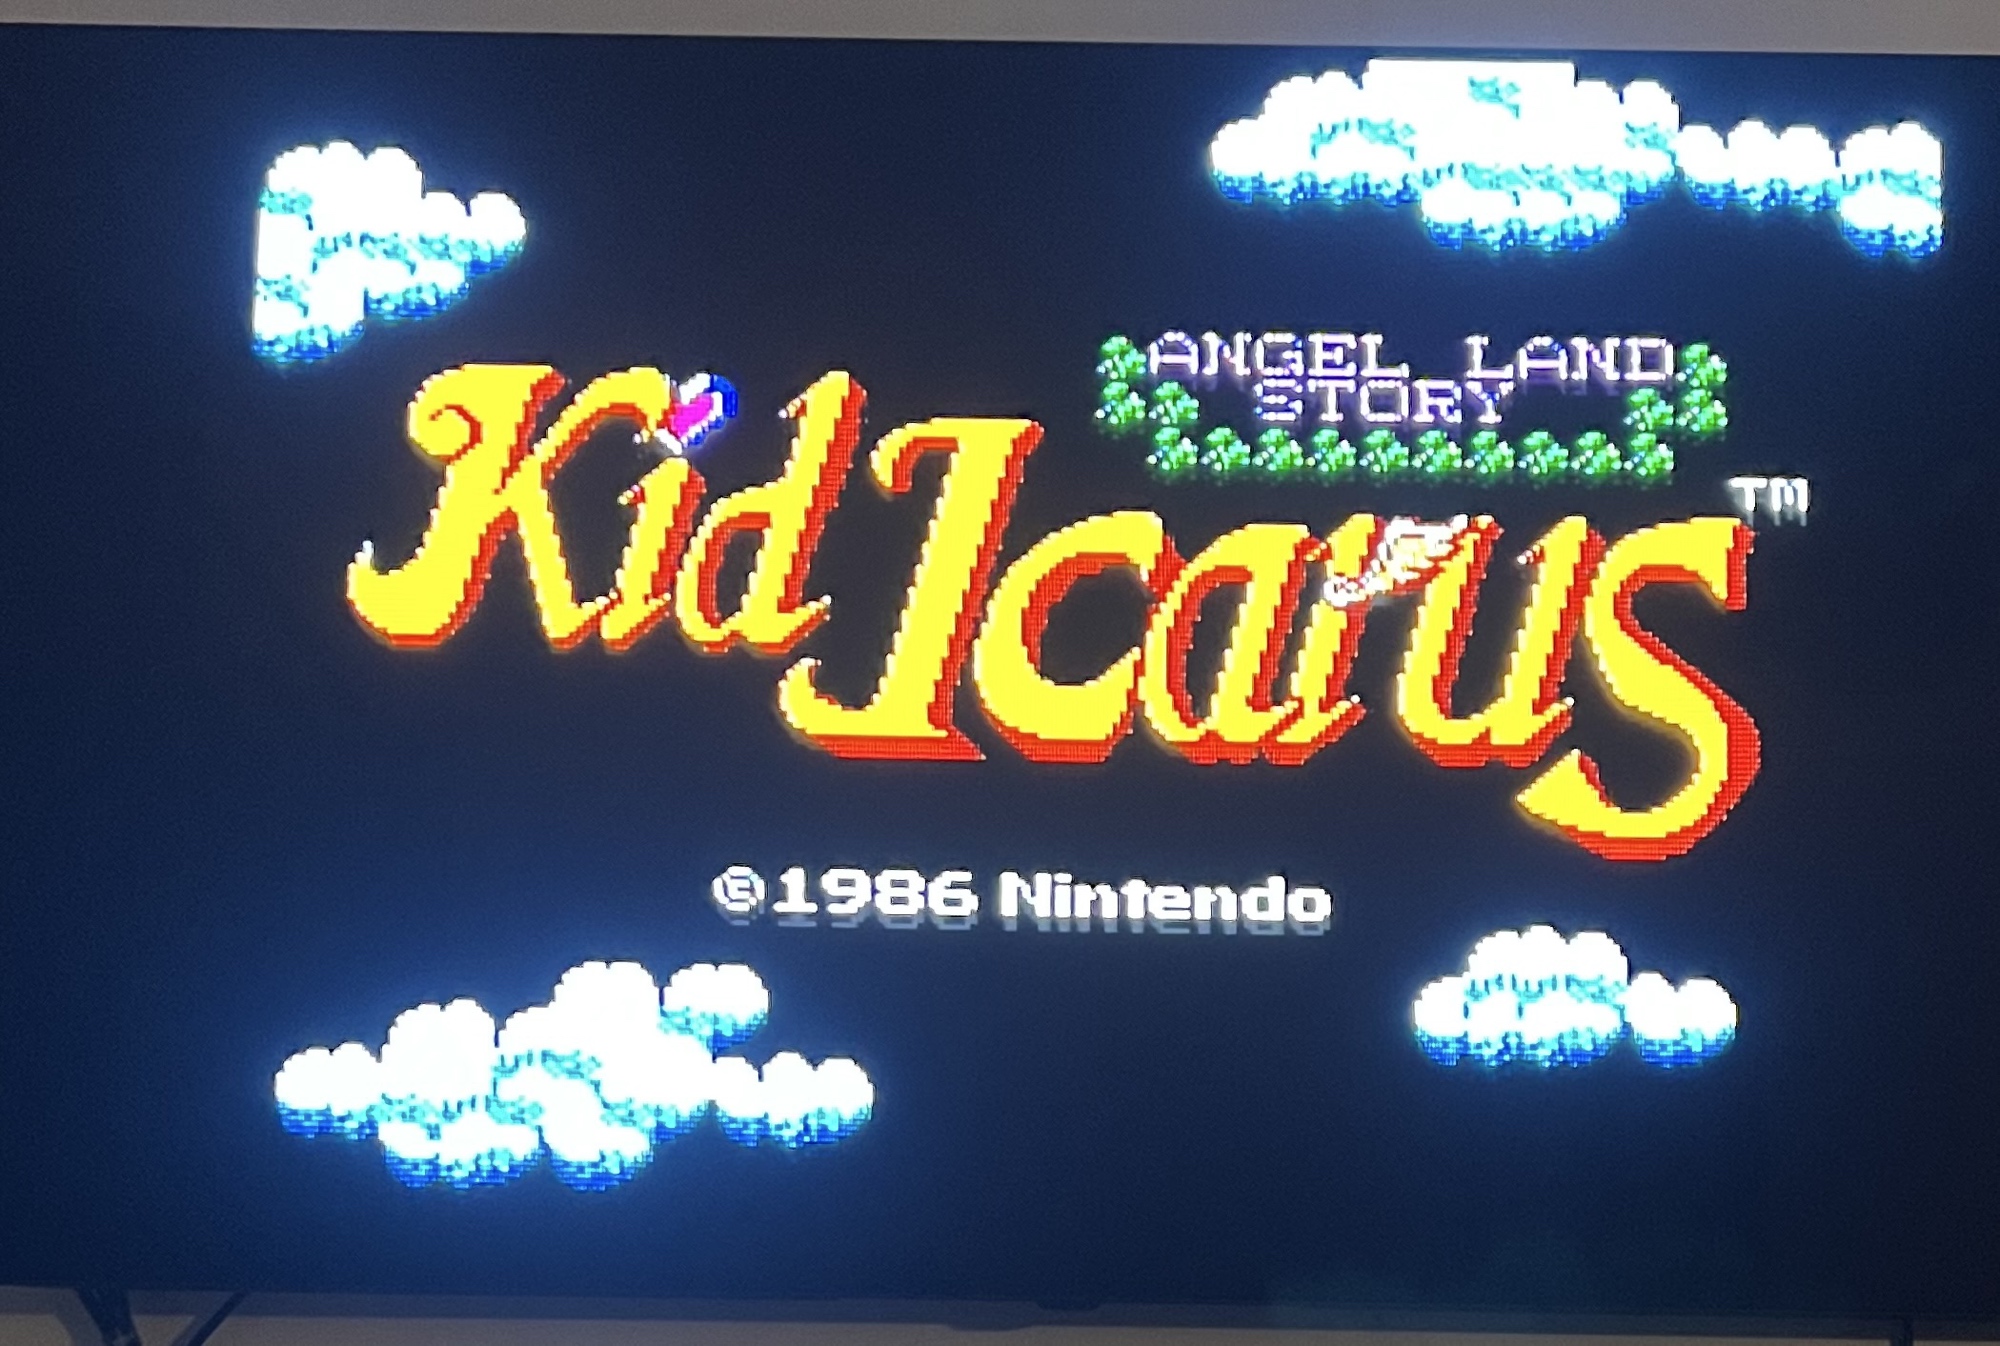 ANGEL LAND
STORY
Kid Icarus TM
©1986 Nintendo